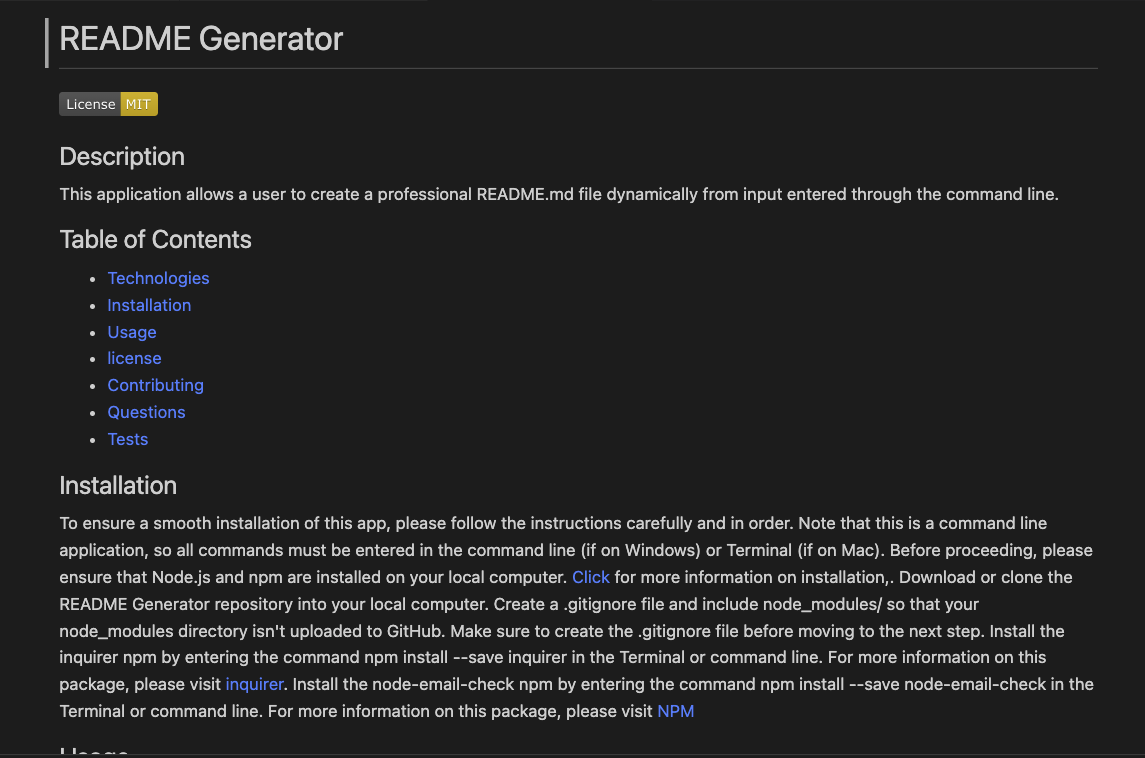 README Generator
License MIT
Description
This application allows a user to create a professional README.md file dynamically from input entered through the command line.
Table of Contents
Technologies
Installation
Usage
license
Contributing
Questions
Tests
Installation
To ensure a smooth installation of this app, please follow the instructions carefully and in order. Note that this is a command line
application, so all commands must be entered in the command line (if on Windows) or Terminal (if on Mac). Before proceeding, please
ensure that Node.js and npm are installed on your local computer. Click for more information on installation,. Download or clone the
README Generator repository into your local computer. Create a .gitignore file and include node_modules/ so that your
node_modules directory isn't uploaded to GitHub. Make sure to create the .gitignore file before moving to the next step. Install the
inquirer npm by entering the command npm install --save inquirer in the Terminal or command line. For more information on this
package, please visit inquirer. Install the node-email-check npm by entering the command npm install --save node-email-check in the
Terminal or command line. For more information on this package, please visit NPM
Usage